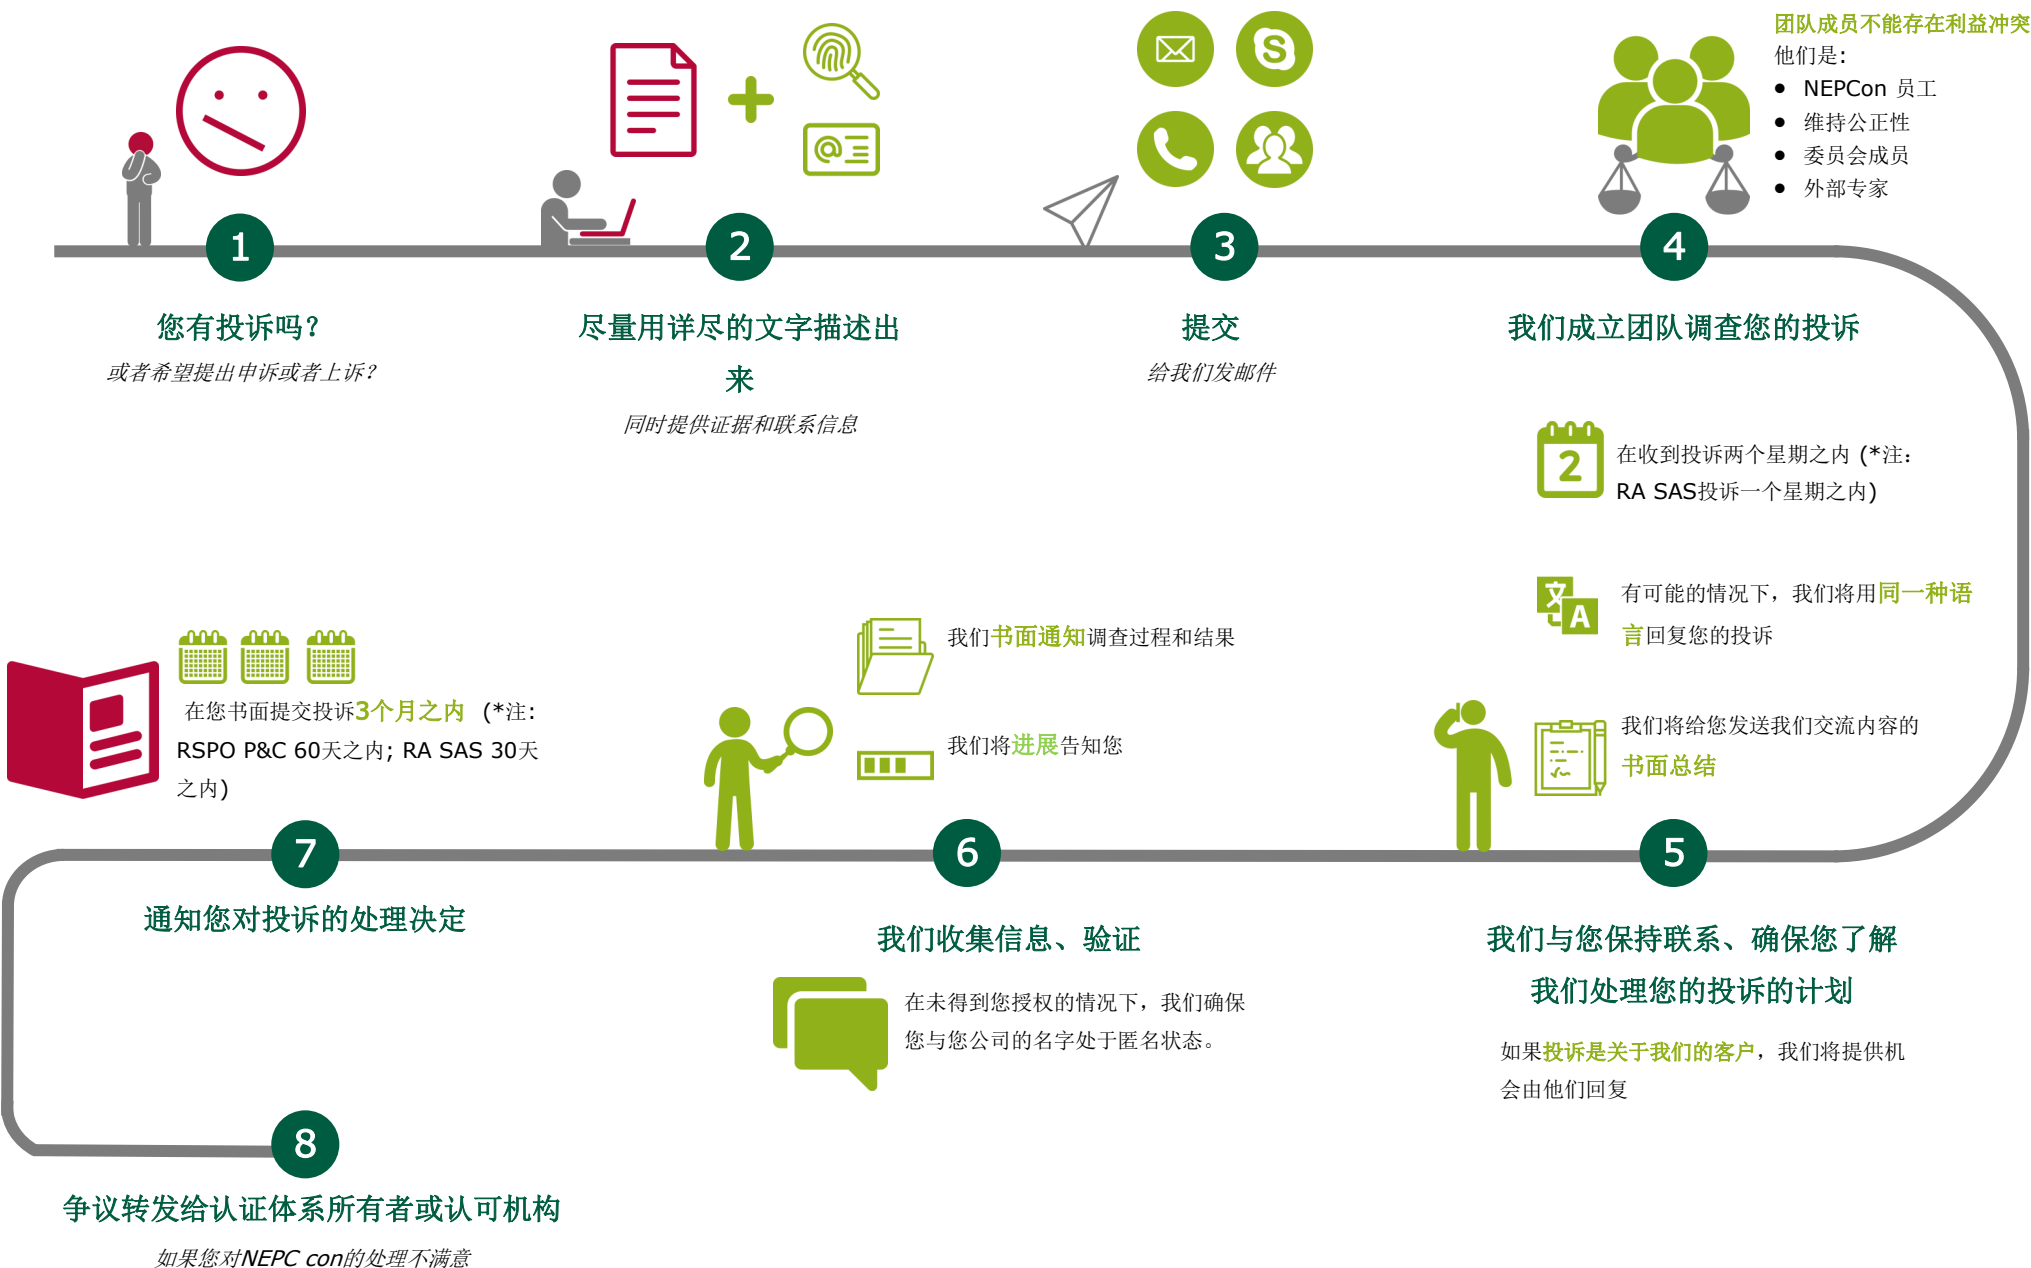 团队成员不能存在利益冲突
他们是:
• NEPCon 员工
• 维持公正性
• 委员会成员
• 外部专家
1
您有投诉吗?
或者希望提出申诉或者上诉?
2
尽量用详尽的文字描述出
来
同时提供证据和联系信息
3
提交
给我们发邮件
4
我们成立团队调查您的投诉
2
在收到投诉两个星期之内 (*注:
RA SAS投诉一个星期之内)
文
A
有可能的情况下，我们将用同一种语
言回复您的投诉
我们将给您发送我们交流内容的
书面总结
5
我们与您保持联系、确保您了解
我们处理您的投诉的计划
如果投诉是关于我们的客户，我们将提供机
会由他们回复
我们书面通知调查过程和结果
我们将进展告知您
6
我们收集信息、验证
在未得到您授权的情况下，我们确保
您与您公司的名字处于匿名状态。
在您书面提交投诉3个月之内 (*注:
RSPO P&C 60天之内; RA SAS 30天
之内)
7
通知您对投诉的处理决定
8
争议转发给认证体系所有者或认可机构
如果您对NEPC con的处理不满意